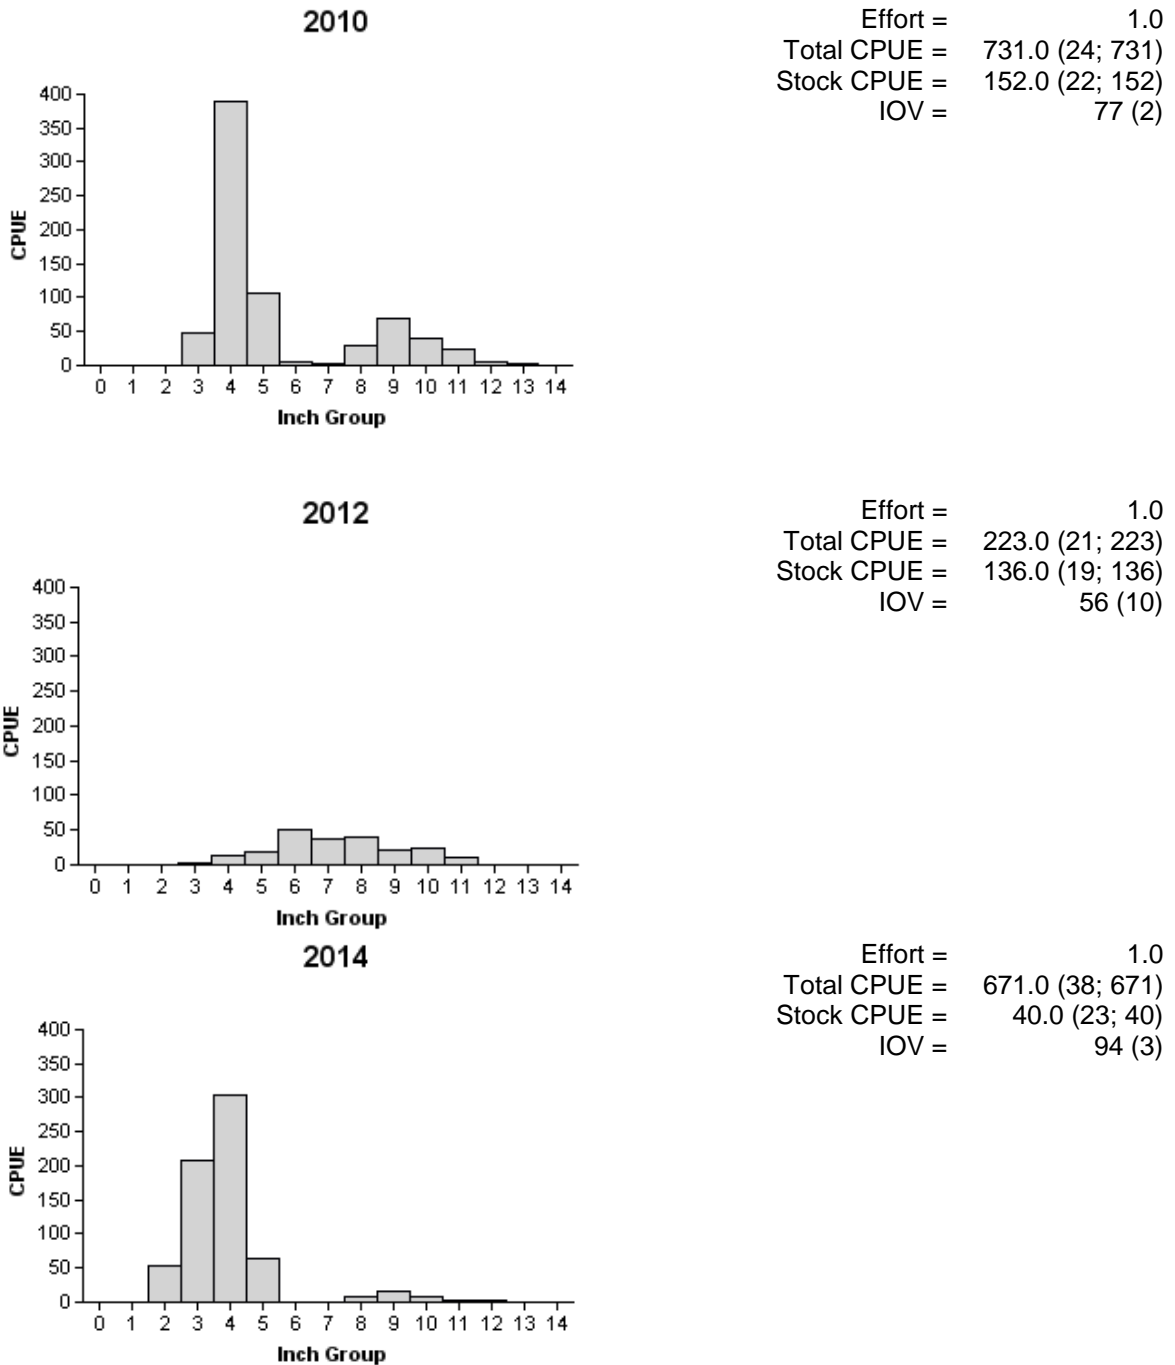 2010
Effort = 1.0
Total CPUE = 731.0 (24; 731)
Stock CPUE = 152.0 (22; 152)
IOV = 77 (2)
400
350
300
250
200
150
100
50
0
CPUE
0 1 2 3 4 5 6 7 8 9 10 11 12 13 14
Inch Group
2012
Effort = 1.0
Total CPUE = 223.0 (21; 223)
Stock CPUE = 136.0 (19; 136)
IOV = 56 (10)
400
350
300
250
200
150
100
50
0
CPUE
0 1 2 3 4 5 6 7 8 9 10 11 12 13 14
Inch Group
2014
Effort = 1.0
Total CPUE = 671.0 (38; 671)
Stock CPUE = 40.0 (23; 40)
IOV = 94 (3)
400
350
300
250
200
150
100
50
0
CPUE
0 1 2 3 4 5 6 7 8 9 10 11 12 13 14
Inch Group